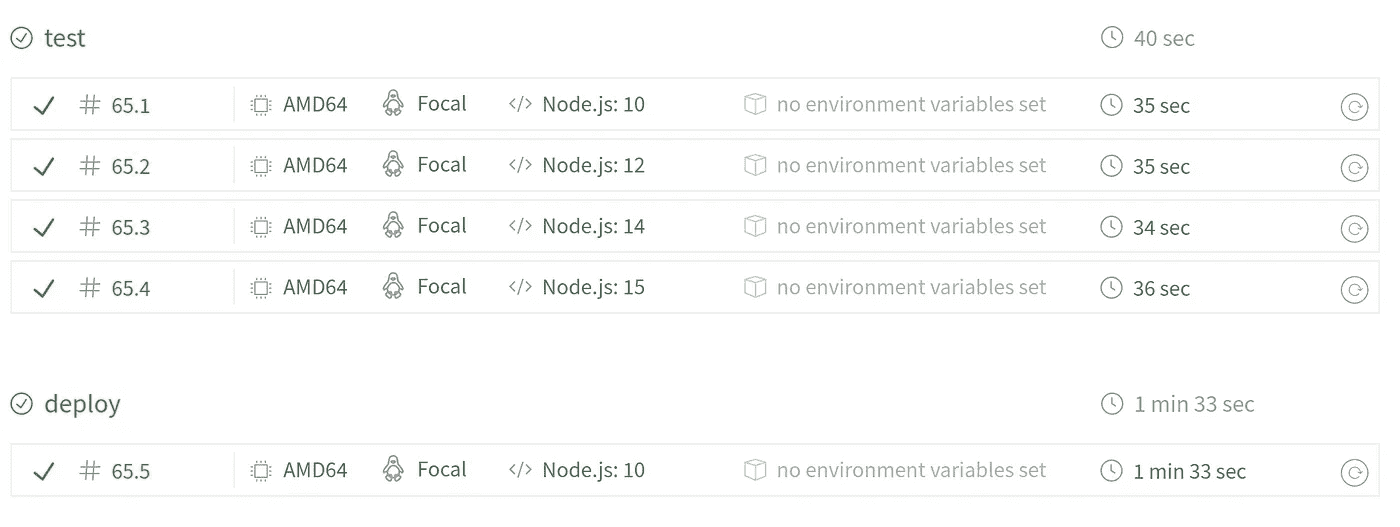 test 40 sec
# 65.1 AMD64 Focal </> Node.js: 10 no environment variables set 35 sec
# 65.2 AMD64 Focal </> Node.js: 12 no environment variables set 35 sec
# 65.3 AMD64 Focal </> Node.js: 14 no environment variables set 34 sec
# 65.4 AMD64 Focal </> Node.js: 15 no environment variables set 36 sec
deploy 1 min 33 sec
# 65.5 AMD64 Focal </> Node.js: 10 no environment variables set 1 min 33 sec